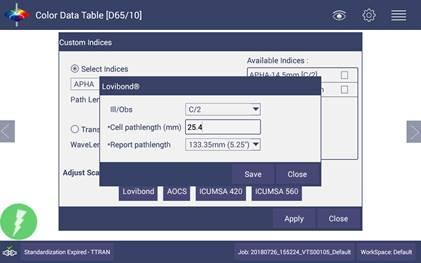 Color Data Table [D65/10]
Custom Indices
Select Indices
Available Indices :
APHA-14.5mm [C/2]
APHA
Lovibond®
Path Len
Ill/Obs
C/2
•Cell pathlength (mm)
25.4
Trans
•Report pathlength
133.35mm (5.25")
WaveLen
Adjust Sca
Save
Close
Lovibond
AOCS
ICUMSA 420
ICUMSA 560
Apply
Close
Standardization Expired - TTRAN
Job: 20180726_155224_VTS00105_Default
WorkSpace: Default